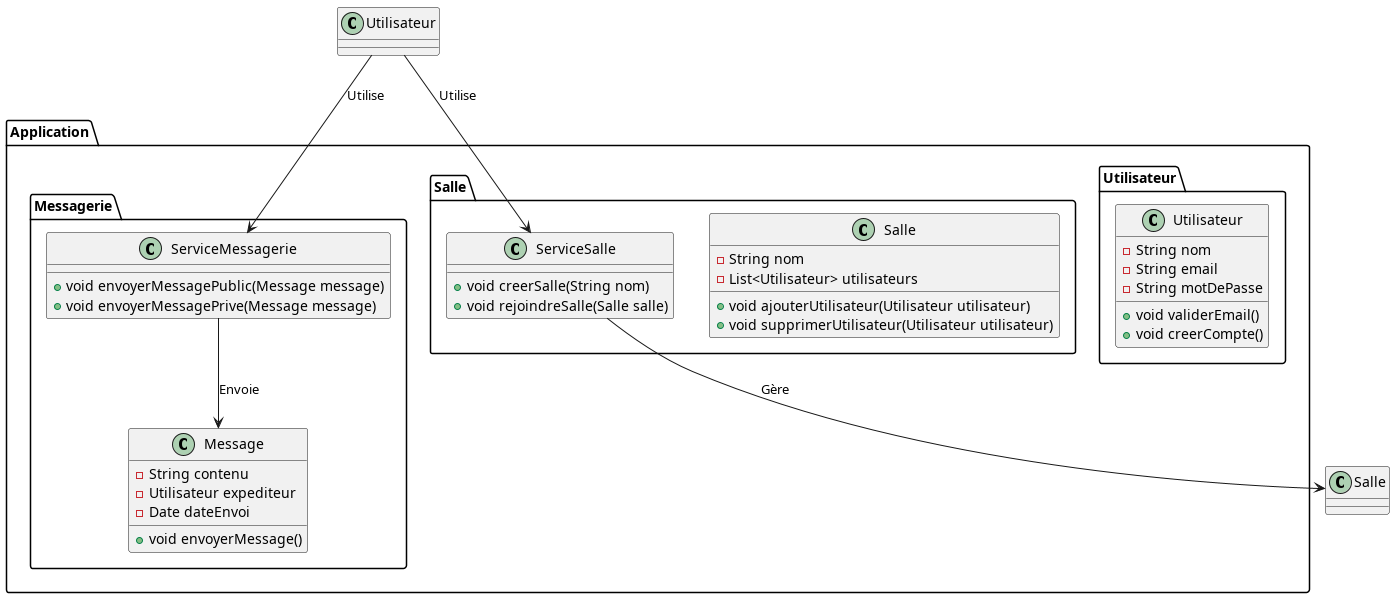 C Utilisateur
Utilise
Utilise
Application
Utilisateur
C Utilisateur
String nom
String email
String motDePasse
void validerEmail()
void creerCompte()
Salle
C Salle
String nom
List<Utilisateur> utilisateurs
void ajouterUtilisateur(Utilisateur utilisateur)
void supprimerUtilisateur(Utilisateur utilisateur)
C ServiceSalle
void creerSalle(String nom)
void rejoindreSalle(Salle salle)
Messagerie
C ServiceMessagerie
void envoyerMessagePublic(Message message)
void envoyerMessagePrive(Message message)
Envoie
Gère
C Message
String contenu
Utilisateur expediteur
Date dateEnvoi
void envoyerMessage()
C Salle